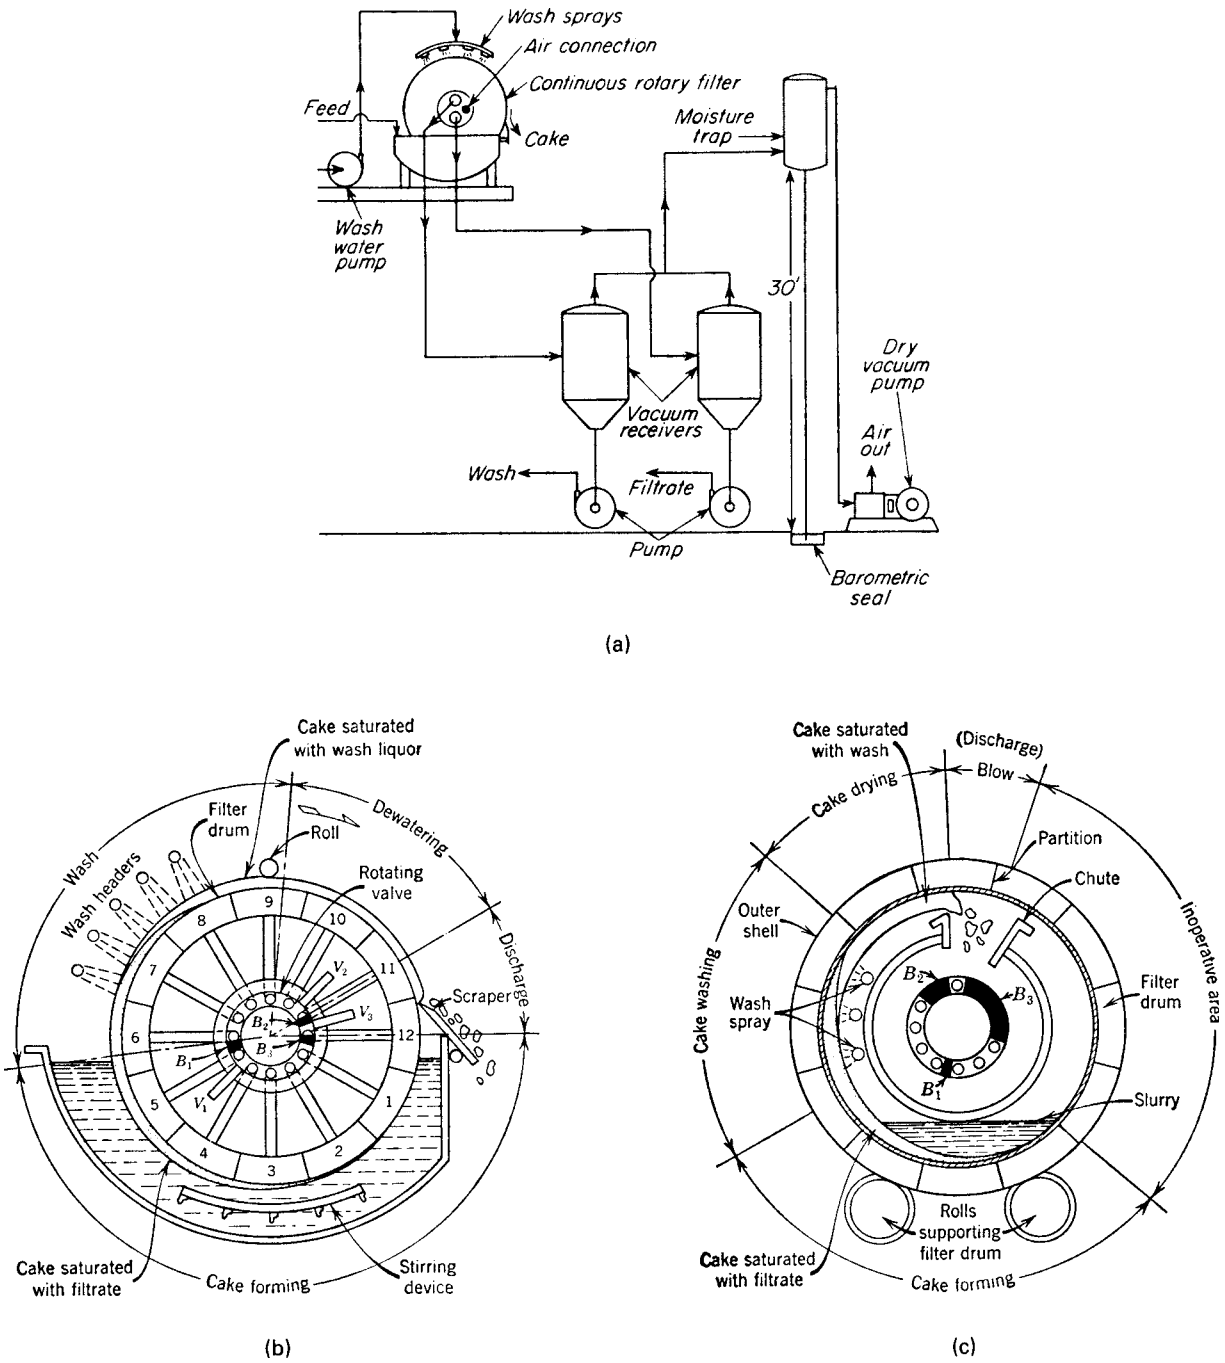 Wash sprays
Air connection
Continuous rotary filter
Feed
Cake
Moisture
trap
Wash
water
pump
30'
Dry
vacuum
pump
Vacuum
receivers
Air
out
Wash
Filtrate
Pump
Barometric
seal
(a)
Cake saturated
with wash liquor
Dewatering
Filter
drum
Roll
Wash
Wash headers
Rotating
valve
Discharge
9
10
8
11
7
V2
V3
Scraper
B2
6
12
B1
B3
V1
5
1
4
2
3
Cake saturated
with filtrate
Cake forming
Stirring
device
(b)
Cake saturated
with wash
(Discharge)
Blow
Cake drying
Partition
Chute
Outer
shell
Inoperative area
Cake washing
B2
B3
Filter
drum
Wash
spray
B1
Slurry
Rolls
supporting
filter drum
Cake saturated
with filtrate
Cake forming
(c)